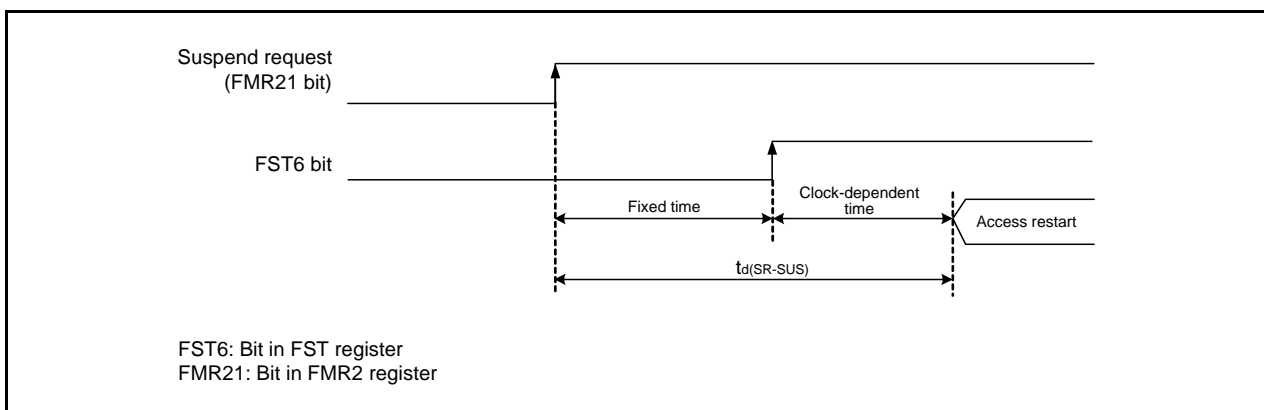 Suspend request
(FMR21 bit)
FST6 bit
Fixed time
Clock-dependent
time
Access restart
td(SR-SUS)
FST6: Bit in FST register
FMR21: Bit in FMR2 register